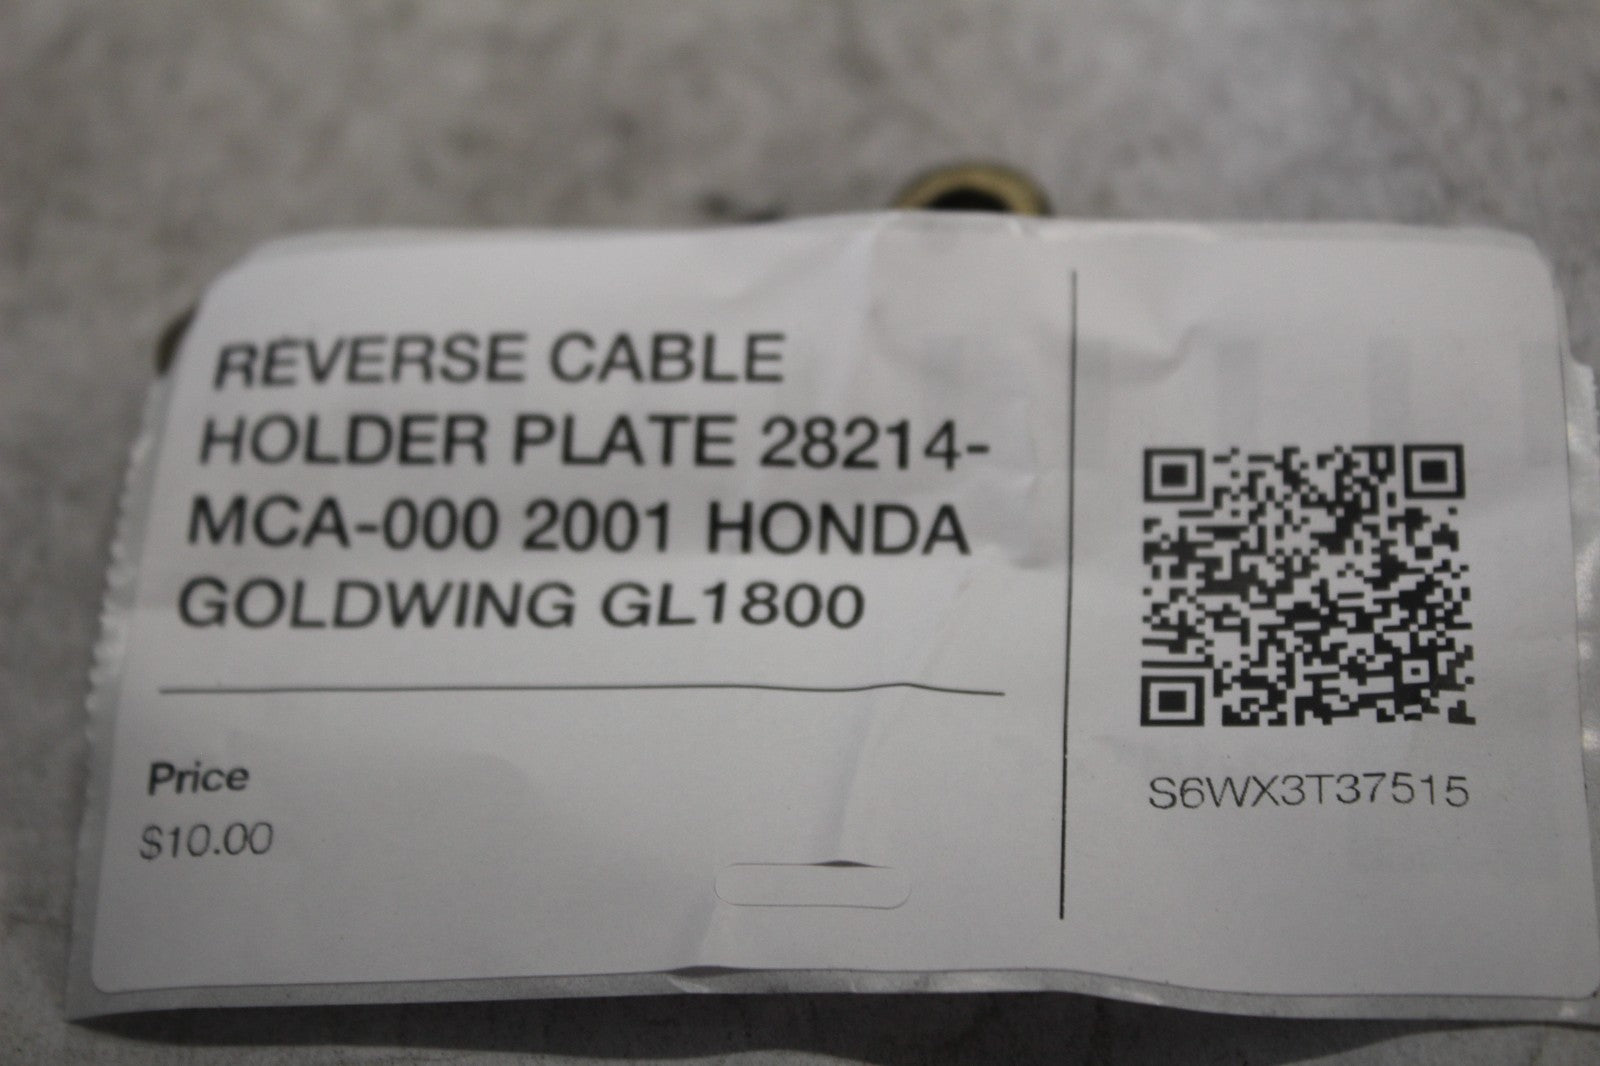 REVERSE CABLE
HOLDER PLATE 28214-
MCA-000 2001 HONDA
GOLDWING GL1800
Price
$10.00
S6WX3T37515